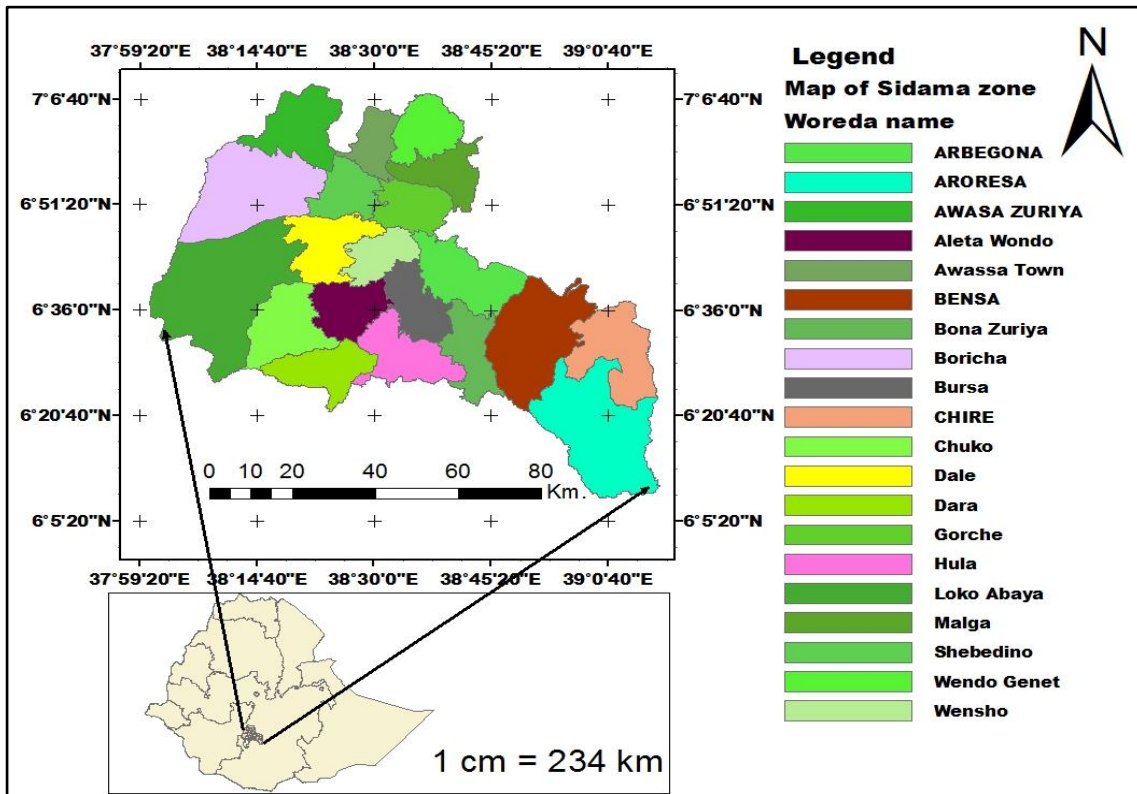 37°59'20"E 38°14'40"E 38°30'0"E 38°45'20"E 39°0'40"E
7°6'40"N 7°6'40"N
6°51'20"N 6°51'20"N
6°36'0"N 6°36'0"N
6°20'40"N 6°20'40"N
0 10 20 40 60 80
Km.
6°5'20"N 6°5'20"N
37°59'20"E 38°14'40"E 38°30'0"E 38°45'20"E 39°0'40"E
1 cm = 234 km
N
Legend
Map of Sidama zone
Woreda name
ARBEGONA
ARORESA
AWASA ZURIYA
Aleta Wondo
Awassa Town
BENSA
Bona Zuriya
Boricha
Bursa
CHIRE
Chuko
Dale
Dara
Gorche
Hula
Loko Abaya
Malga
Shebedino
Wendo Genet
Wensho